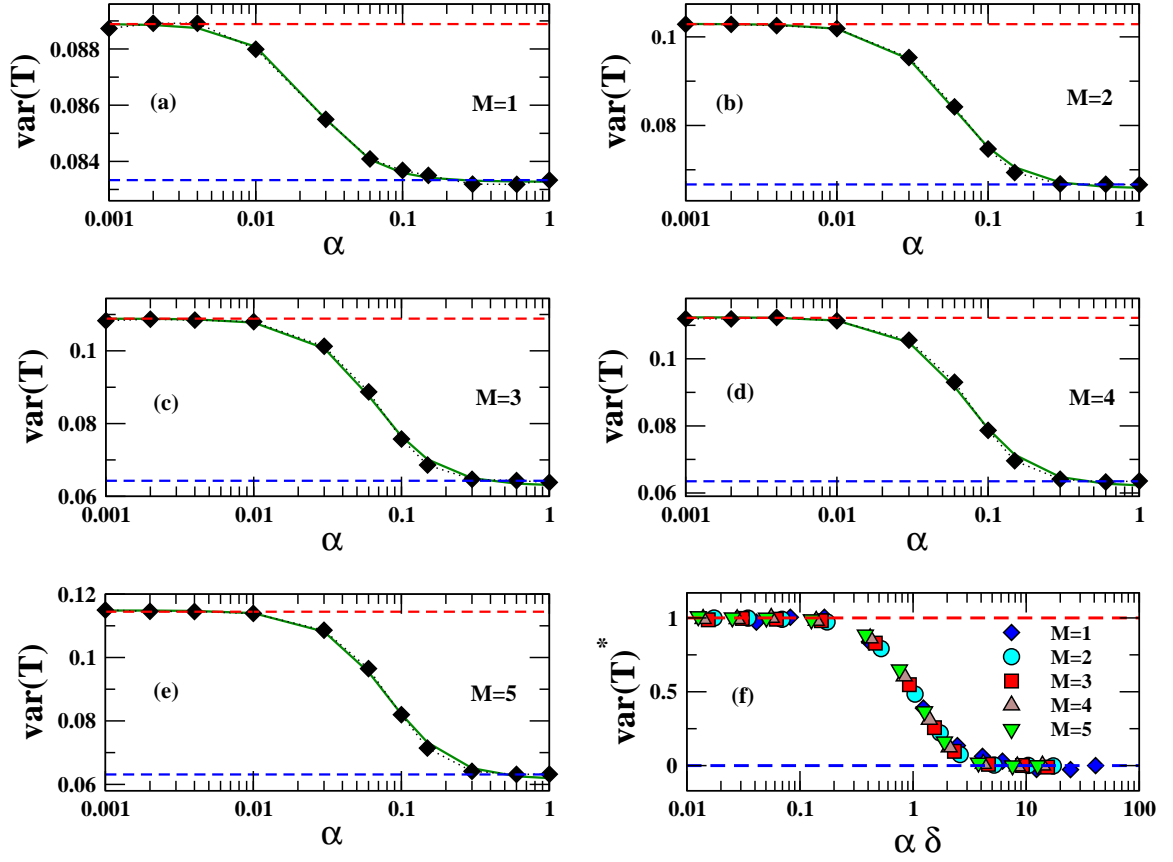 0.088
0.086
0.084
var(T)
(a)
M=1
0.001
0.01
0.1
1
α
0.1
0.08
var(T)
(b)
M=2
0.001
0.01
0.1
1
α
0.1
0.08
0.06
var(T)
(c)
M=3
0.001
0.01
0.1
1
α
0.1
0.08
0.06
var(T)
(d)
M=4
0.001
0.01
0.1
1
α
0.12
0.1
0.08
0.06
var(T)
(e)
M=5
0.001
0.01
0.1
1
α
1
0.5
0
var(T)*
(f)
M=1
M=2
M=3
M=4
M=5
0.01
0.1
1
10
100
α δ